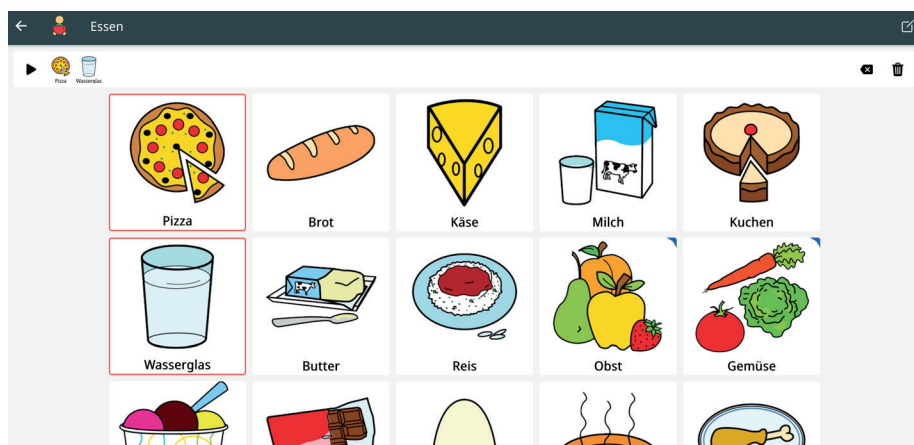 Essen
Pizza Wasserglas
Pizza Brot Käse Milch Kuchen
Wasserglas Butter Reis Obst Gemüse